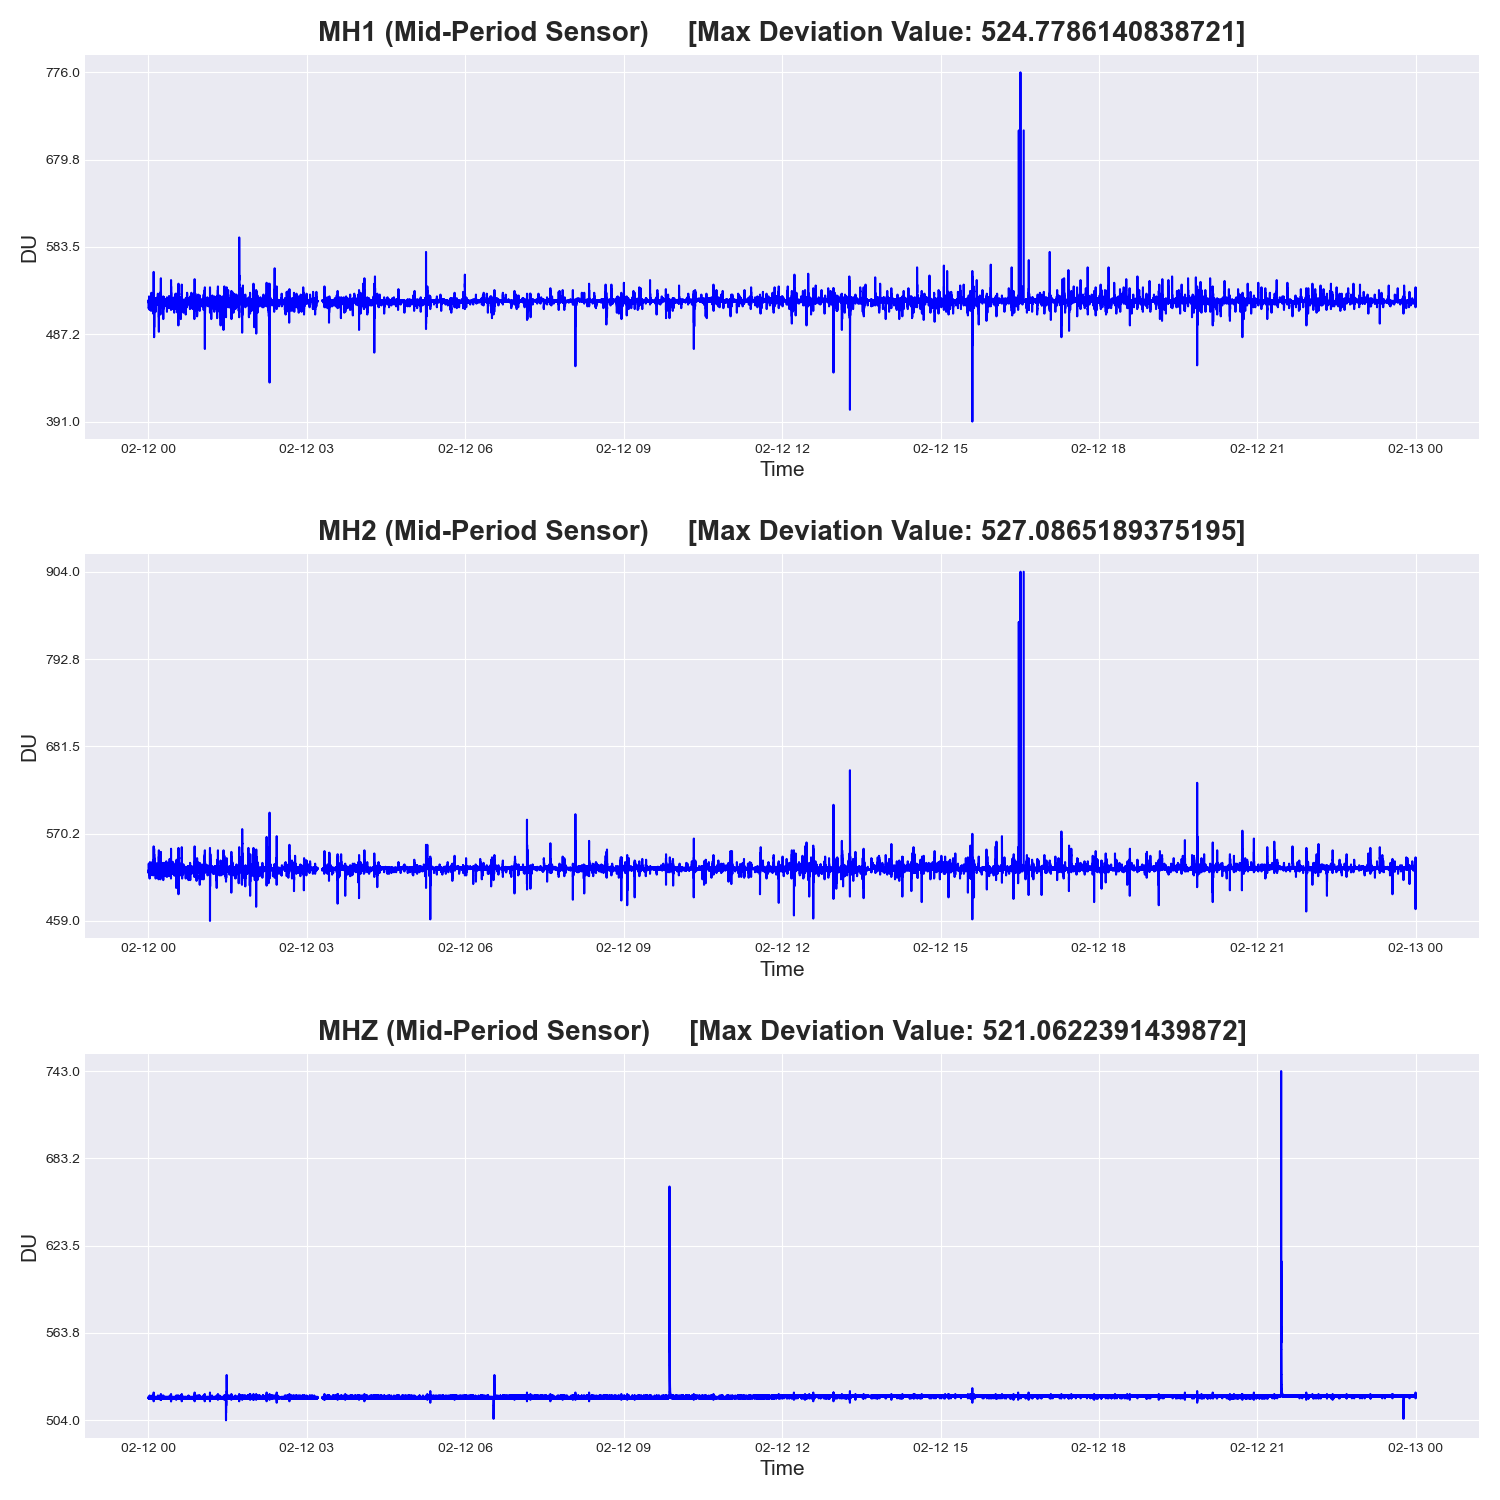 MH1 (Mid-Period Sensor) [Max Deviation Value: 524.7786140838721]
776.0
679.8
583.5
487.2
391.0
DU
02-12 00 02-12 03 02-12 06 02-12 09 02-12 12 02-12 15 02-12 18 02-12 21 02-13 00
Time
MH2 (Mid-Period Sensor) [Max Deviation Value: 527.0865189375195]
904.0
792.8
681.5
570.2
459.0
DU
02-12 00 02-12 03 02-12 06 02-12 09 02-12 12 02-12 15 02-12 18 02-12 21 02-13 00
Time
MHZ (Mid-Period Sensor) [Max Deviation Value: 521.0622391439872]
743.0
683.2
623.5
563.8
504.0
DU
02-12 00 02-12 03 02-12 06 02-12 09 02-12 12 02-12 15 02-12 18 02-12 21 02-13 00
Time